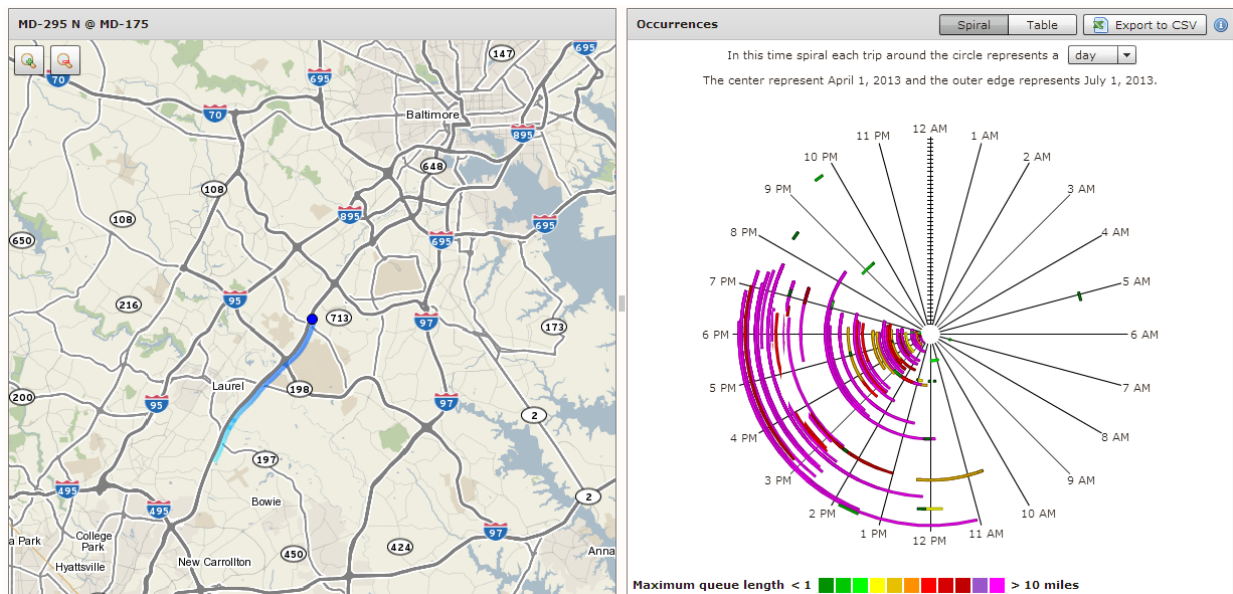 MD-295 N @ MD-175
147
70
695
70
Baltimore
895
648
108
108
895
695
695
650
95
216
713
97
173
Laurel
198
200
95
97
2
197
495
Bowie
2
495
a Park
College
Park
97
Anna
Hyattsville
New Carrollton
450
424
Occurrences
Spiral
Table
Export to CSV
In this time spiral each trip around the circle represents a day
The center represent April 1, 2013 and the outer edge represents July 1, 2013.
12 AM
11 PM
1 AM
10 PM
2 AM
9 PM
3 AM
8 PM
4 AM
7 PM
5 AM
6 PM
6 AM
5 PM
7 AM
4 PM
8 AM
3 PM
9 AM
2 PM
10 AM
1 PM
12 PM
11 AM
Maximum queue length < 1
> 10 miles